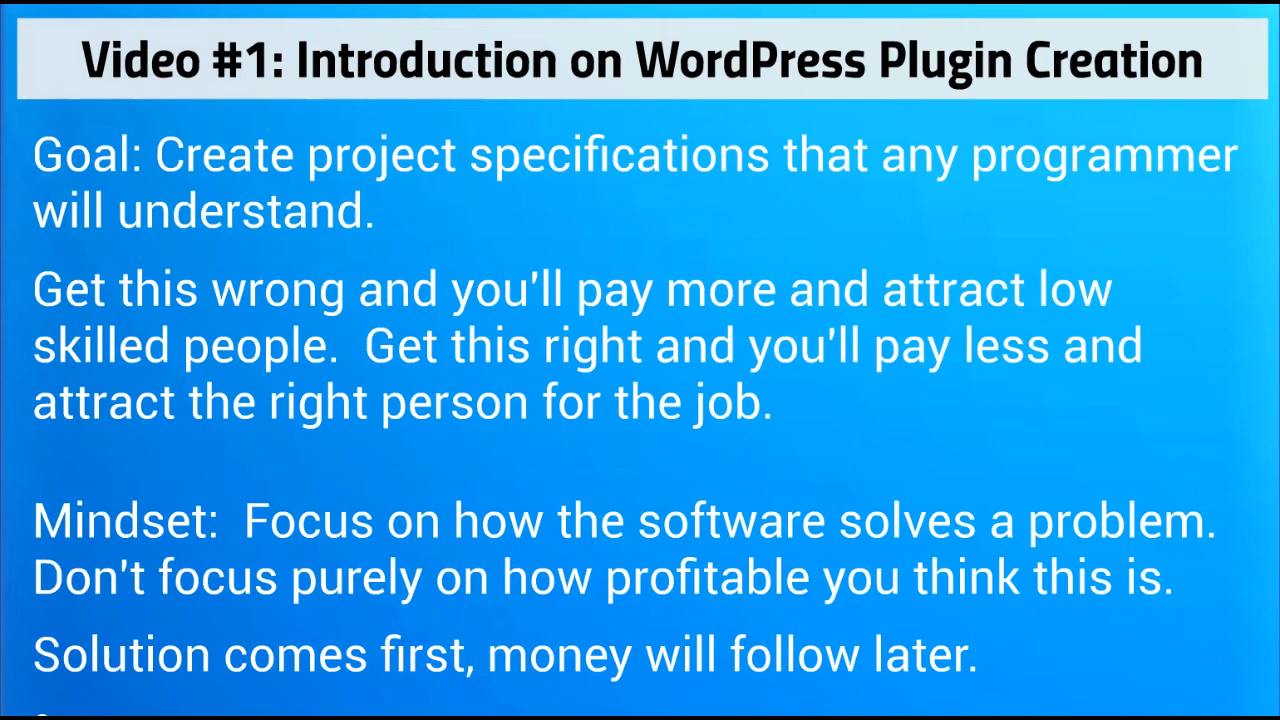 Video #1: Introduction on WordPress Plugin Creation
Goal: Create project specifications that any programmer
will understand.
Get this wrong and you'll pay more and attract low
skilled people.  Get this right and you'll pay less and
attract the right person for the job.
Mindset:  Focus on how the software solves a problem.
Don't focus purely on how profitable you think this is.
Solution comes first, money will follow later.